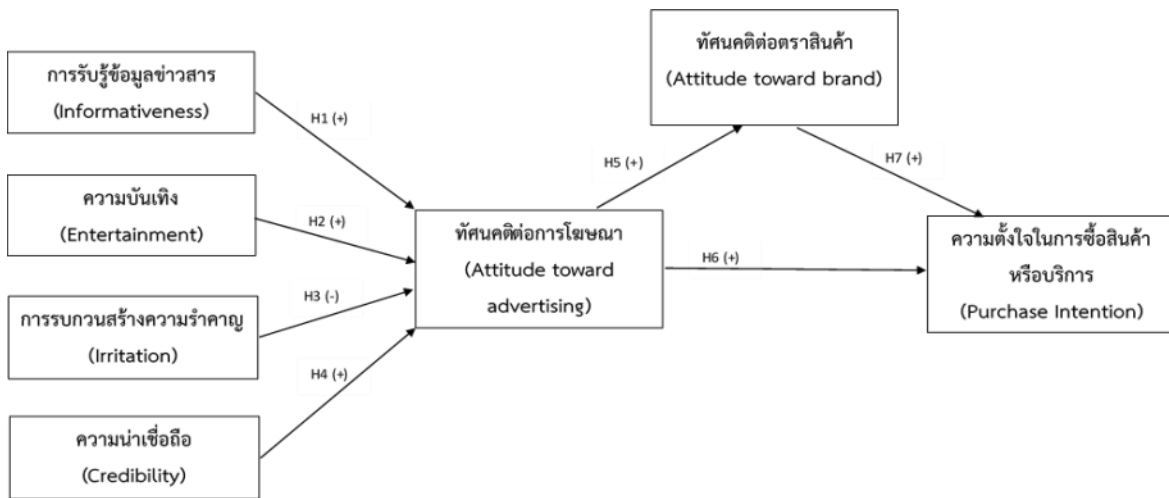 การรับรู้ข้อมูลข่าวสาร
(Informativeness)
ความบันเทิง
(Entertainment)
การรบกวนสร้างความรำคาญ
(Irritation)
ความน่าเชื่อถือ
(Credibility)
H1 (+)
H2 (+)
H3 (-)
H4 (+)
ทัศนคติต่อการโฆษณา
(Attitude toward
advertising)
H5 (+)
H6 (+)
ทัศนคติต่อตราสินค้า
(Attitude toward brand)
H7 (+)
ความตั้งใจในการซื้อสินค้า
หรือบริการ
(Purchase Intention)